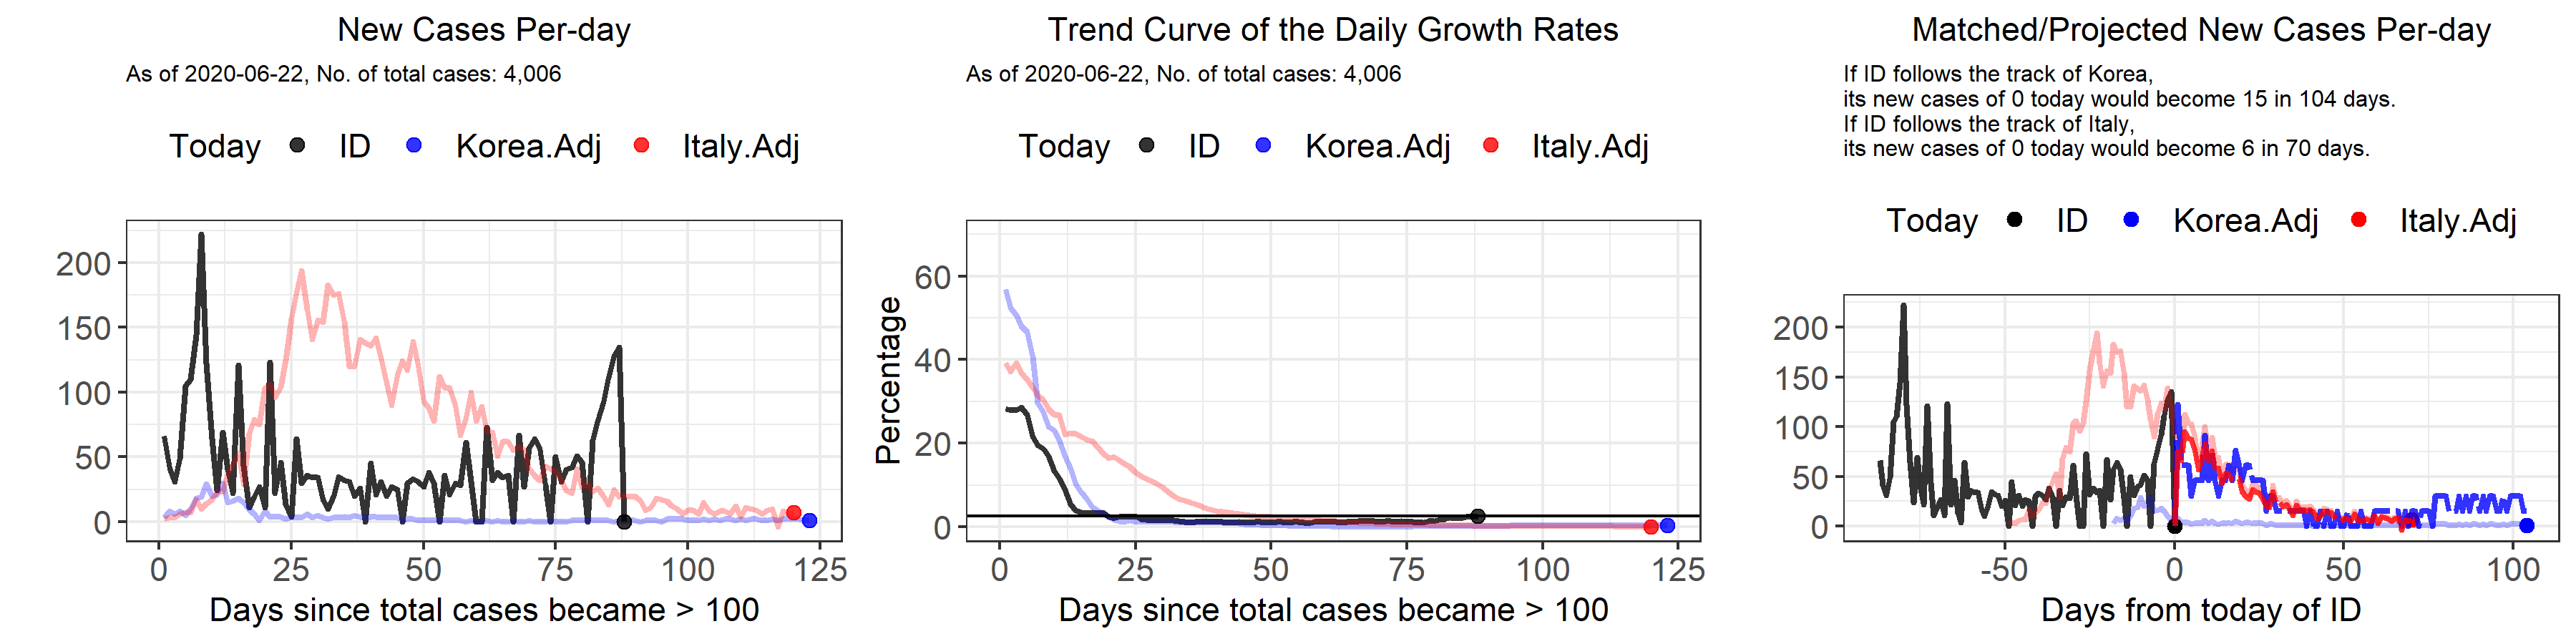 New Cases Per-day
As of 2020-06-22, No. of total cases: 4,006
Today ID Korea.Adj Italy.Adj
200
150
100
50
0
0 25 50 75 100 125
Days since total cases became > 100
Trend Curve of the Daily Growth Rates
As of 2020-06-22, No. of total cases: 4,006
Today ID Korea.Adj Italy.Adj
Percentage
60
40
20
0
0 25 50 75 100 125
Days since total cases became > 100
Matched/Projected New Cases Per-day
If ID follows the track of Korea,
its new cases of 0 today would become 15 in 104 days.
If ID follows the track of Italy,
its new cases of 0 today would become 6 in 70 days.
Today ID Korea.Adj Italy.Adj
200
150
100
50
0
-50 0 50 100
Days from today of ID